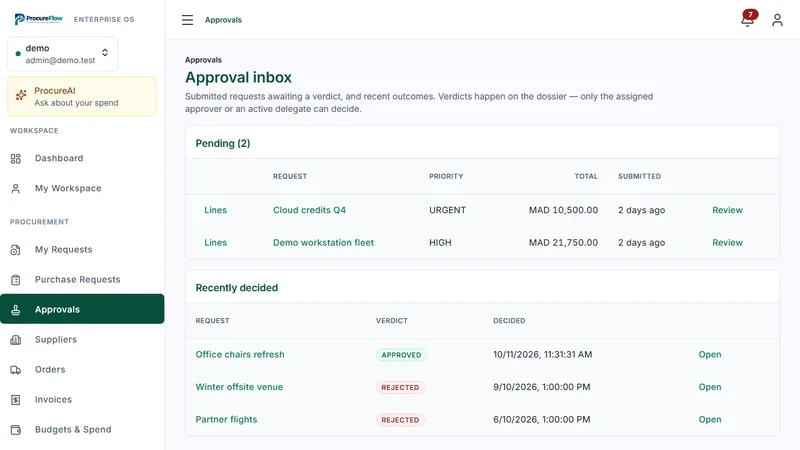 ProcureFlow
ENTERPRISE OS
Approvals
7
demo
admin@demo.test
ProcureAI
Ask about your spend
WORKSPACE
Dashboard
My Workspace
PROCUREMENT
My Requests
Purchase Requests
Approvals
Suppliers
Orders
Invoices
Budgets & Spend
Approvals
Approval inbox
Submitted requests awaiting a verdict, and recent outcomes. Verdicts happen on the dossier — only the assigned
approver or an active delegate can decide.
Pending (2)
REQUEST PRIORITY TOTAL SUBMITTED
Lines Cloud credits Q4 URGENT MAD 10,500.00 2 days ago Review
Lines Demo workstation fleet HIGH MAD 21,750.00 2 days ago Review
Recently decided
REQUEST VERDICT DECIDED
Office chairs refresh APPROVED 10/11/2026, 11:31:31 AM Open
Winter offsite venue REJECTED 9/10/2026, 1:00:00 PM Open
Partner flights REJECTED 6/10/2026, 1:00:00 PM Open